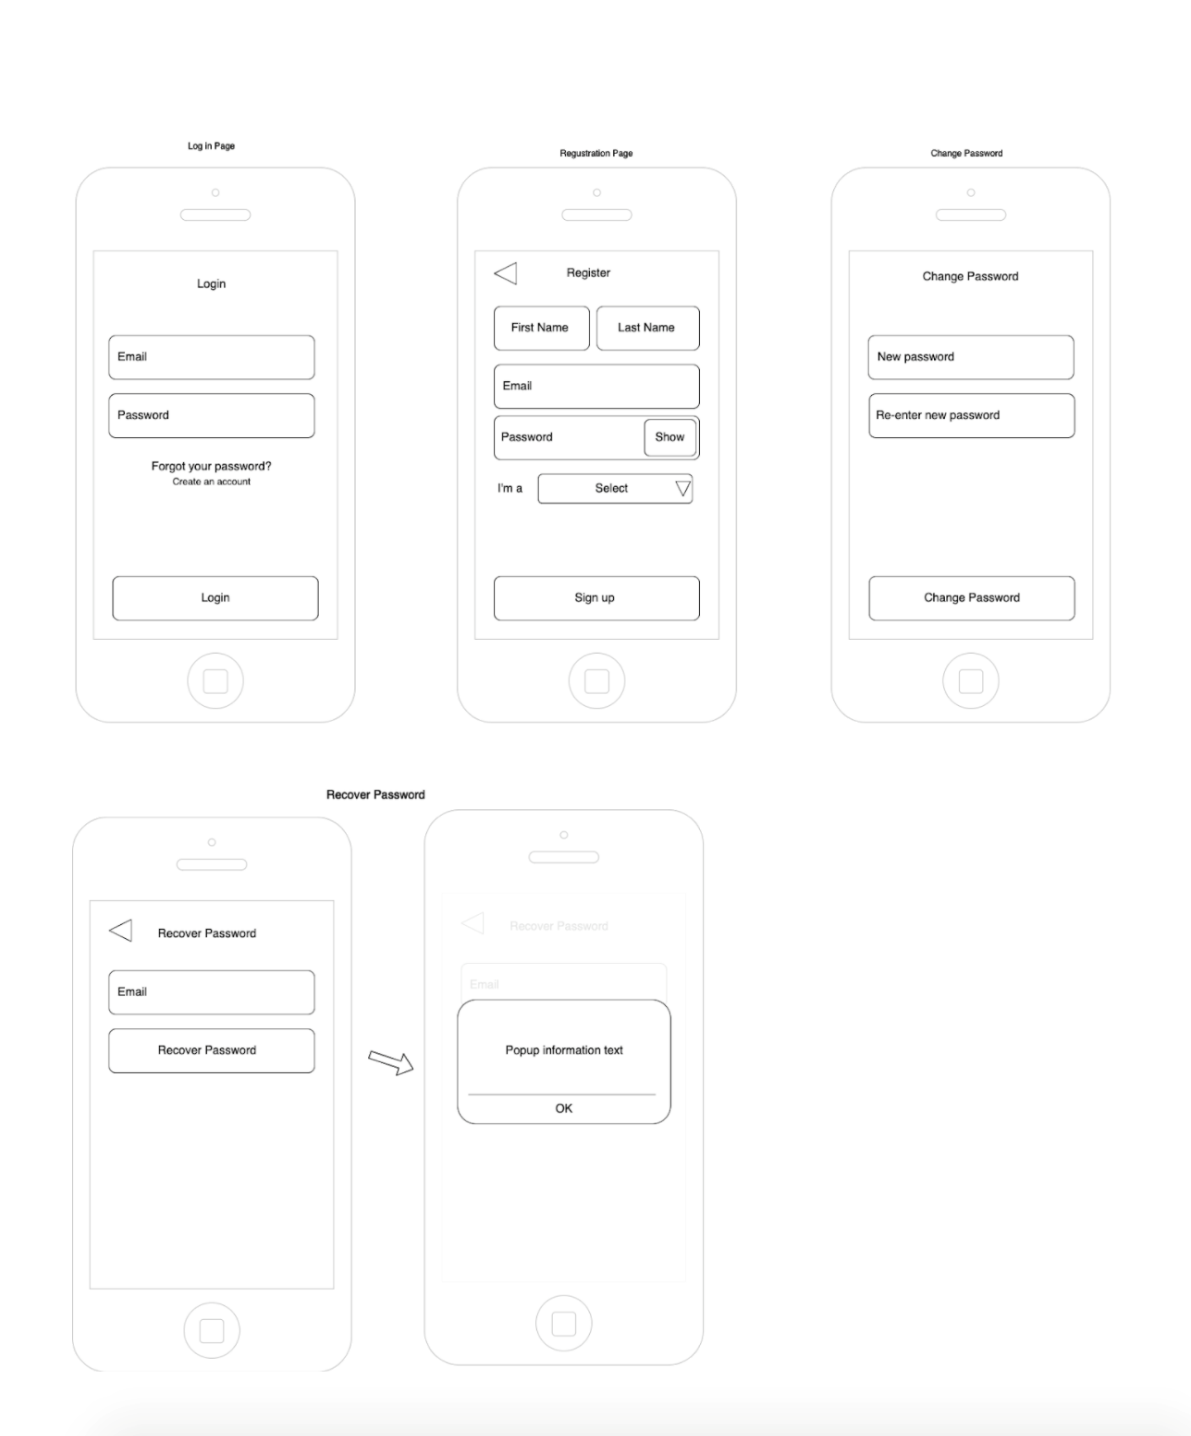 Log in Page
Regustration Page
Change Password
Login
Email
Password
Forgot your password?
Create an account
Login
Register
First Name
Last Name
Email
Password
Show
I'm a
Select
Sign up
Change Password
New password
Re-enter new password
Change Password
Recover Password
Recover Password
Email
Recover Password
Recover Password
Email
Popup information text
OK